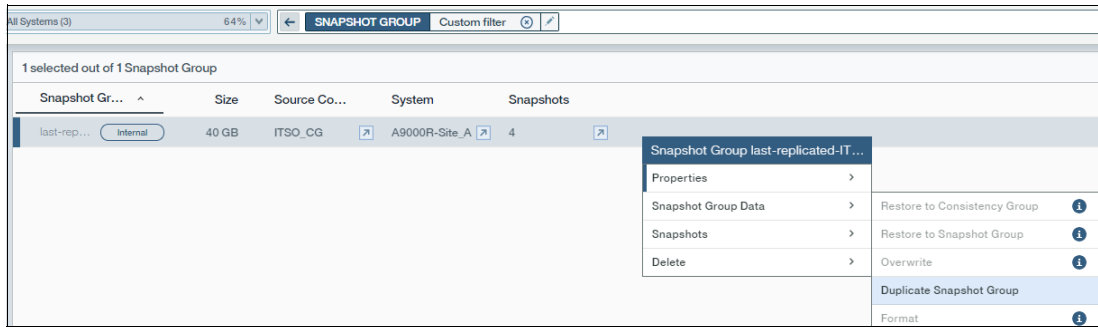 All Systems (3) 64% SNAPSHOT GROUP Custom filter
1 selected out of 1 Snapshot Group
Snapshot Gr... Size Source Co... System Snapshots
last-rep... Internal 40 GB ITSO_CG A9000R-Site_A 4
Snapshot Group last-replicated-IT...
Properties
Snapshot Group Data
Restore to Consistency Group
Snapshots
Restore to Snapshot Group
Delete
Overwrite
Duplicate Snapshot Group
Format